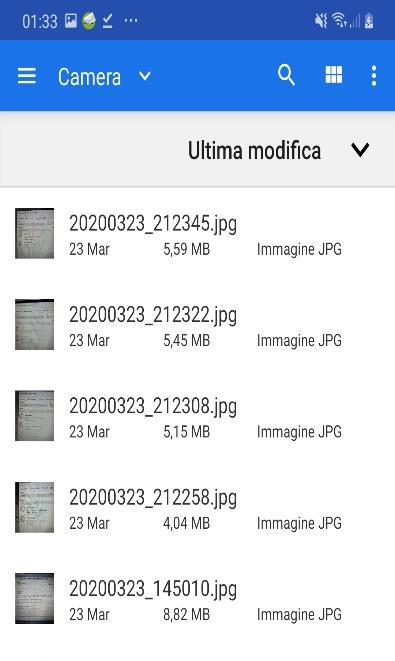 01:33
Camera
Ultima modifica
20200323_212345.jpg
23 Mar 5,59 MB Immagine JPG
20200323_212322.jpg
23 Mar 5,45 MB Immagine JPG
20200323_212308.jpg
23 Mar 5,15 MB Immagine JPG
20200323_212258.jpg
23 Mar 4,04 MB Immagine JPG
20200323_145010.jpg
23 Mar 8,82 MB Immagine JPG